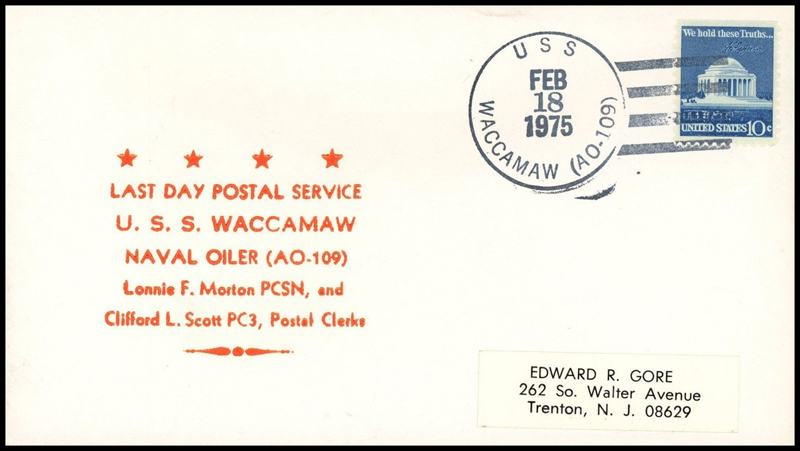 We hold these Truths...
UNITED STATES 10c
USS
WACCAMAW (AO-109)
FEB
18
1975
LAST DAY POSTAL SERVICE
U. S. S. WACCAMAW
NAVAL OILER (AO-109)
Lonnie F. Morton PCSN, and
Clifford L. Scott PC3, Postal Clerks
EDWARD R. GORE
262 So. Walter Avenue
Trenton, N. J. 08629